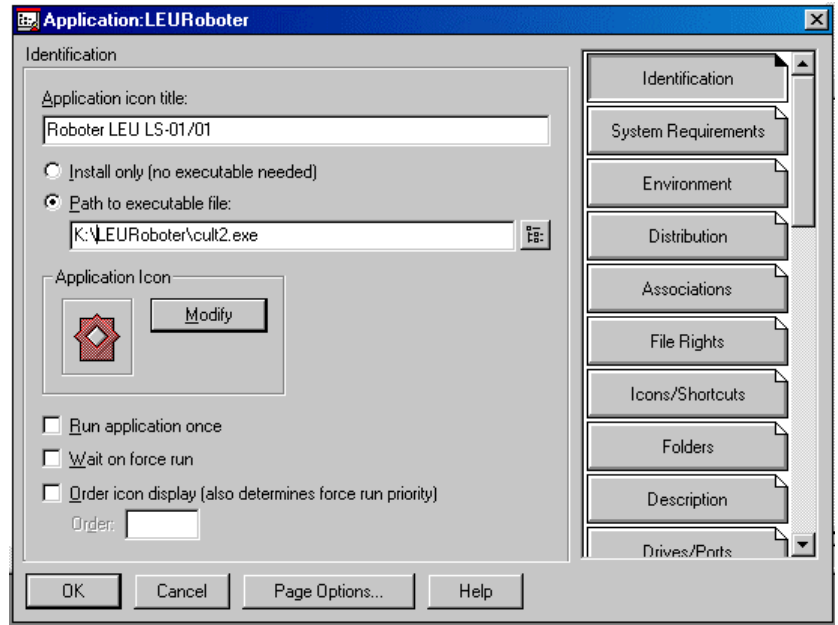 Application:LEURoboter
Identification
Application icon title:
Roboter LEU LS-01/01
Install only (no executable needed)
Path to executable file:
K:\LEURoboter\cult2.exe
Application Icon
Modify
Run application once
Wait on force run
Order icon display (also determines force run priority)
Order:
OK
Cancel
Page Options...
Help
Identification
System Requirements
Environment
Distribution
Associations
File Rights
Icons/Shortcuts
Folders
Description
Drives/Ports